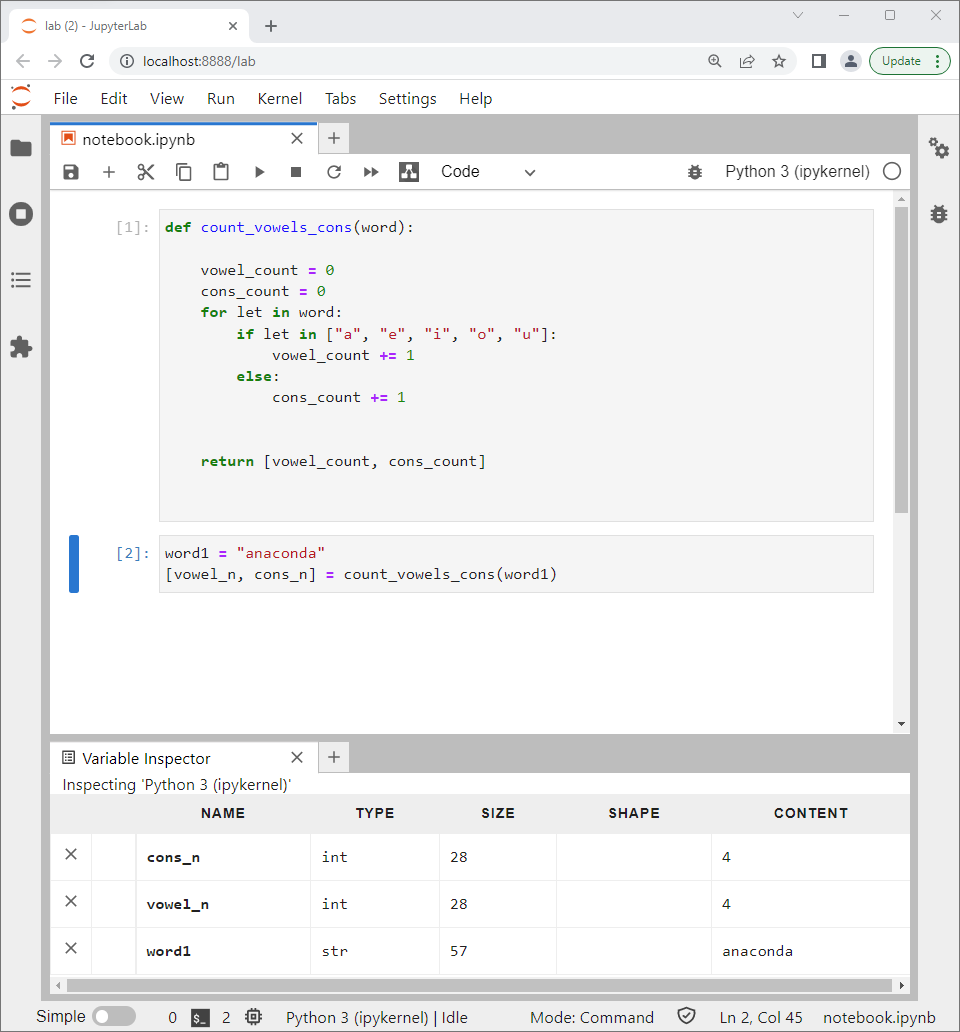 lab (2) - JupyterLab
localhost:8888/lab
Update
File Edit View Run Kernel Tabs Settings Help
notebook.ipynb
Code Python 3 (ipykernel)
[1]: def count_vowels_cons(word):
vowel_count = 0
cons_count = 0
for let in word:
if let in ["a", "e", "i", "o", "u"]:
vowel_count += 1
else:
cons_count += 1
return [vowel_count, cons_count]
[2]: word1 = "anaconda"
[vowel_n, cons_n] = count_vowels_cons(word1)
Variable Inspector
Inspecting 'Python 3 (ipykernel)'
NAME TYPE SIZE SHAPE CONTENT
cons_n int 28 4
vowel_n int 28 4
word1 str 57 anaconda
Simple 0 $_ 2 Python 3 (ipykernel) | Idle Mode: Command Ln 2, Col 45 notebook.ipynb